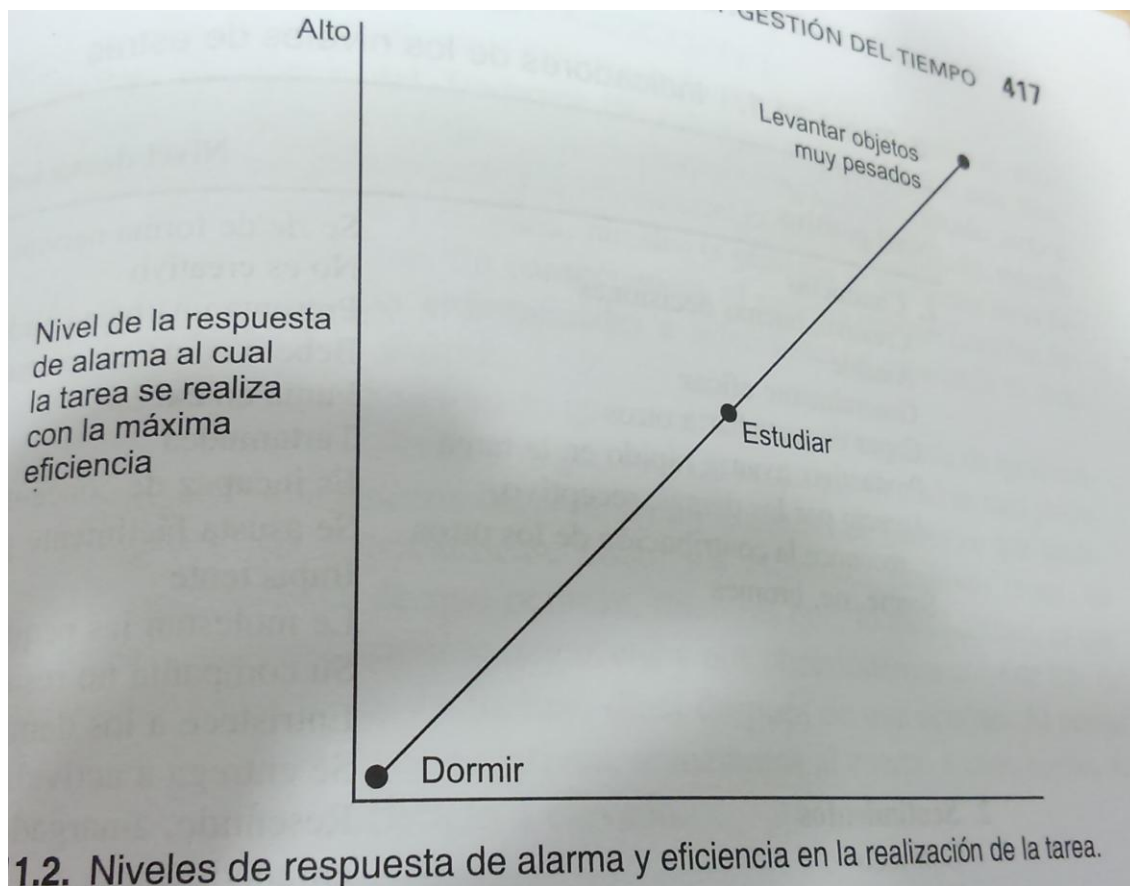 GESTIÓN DEL TIEMPO 417
Alto
Levantar objetos
muy pesados
Nivel de la respuesta
de alarma al cual
la tarea se realiza
con la máxima
eficiencia
Estudiar
Dormir
1.2. Niveles de respuesta de alarma y eficiencia en la realización de la tarea.